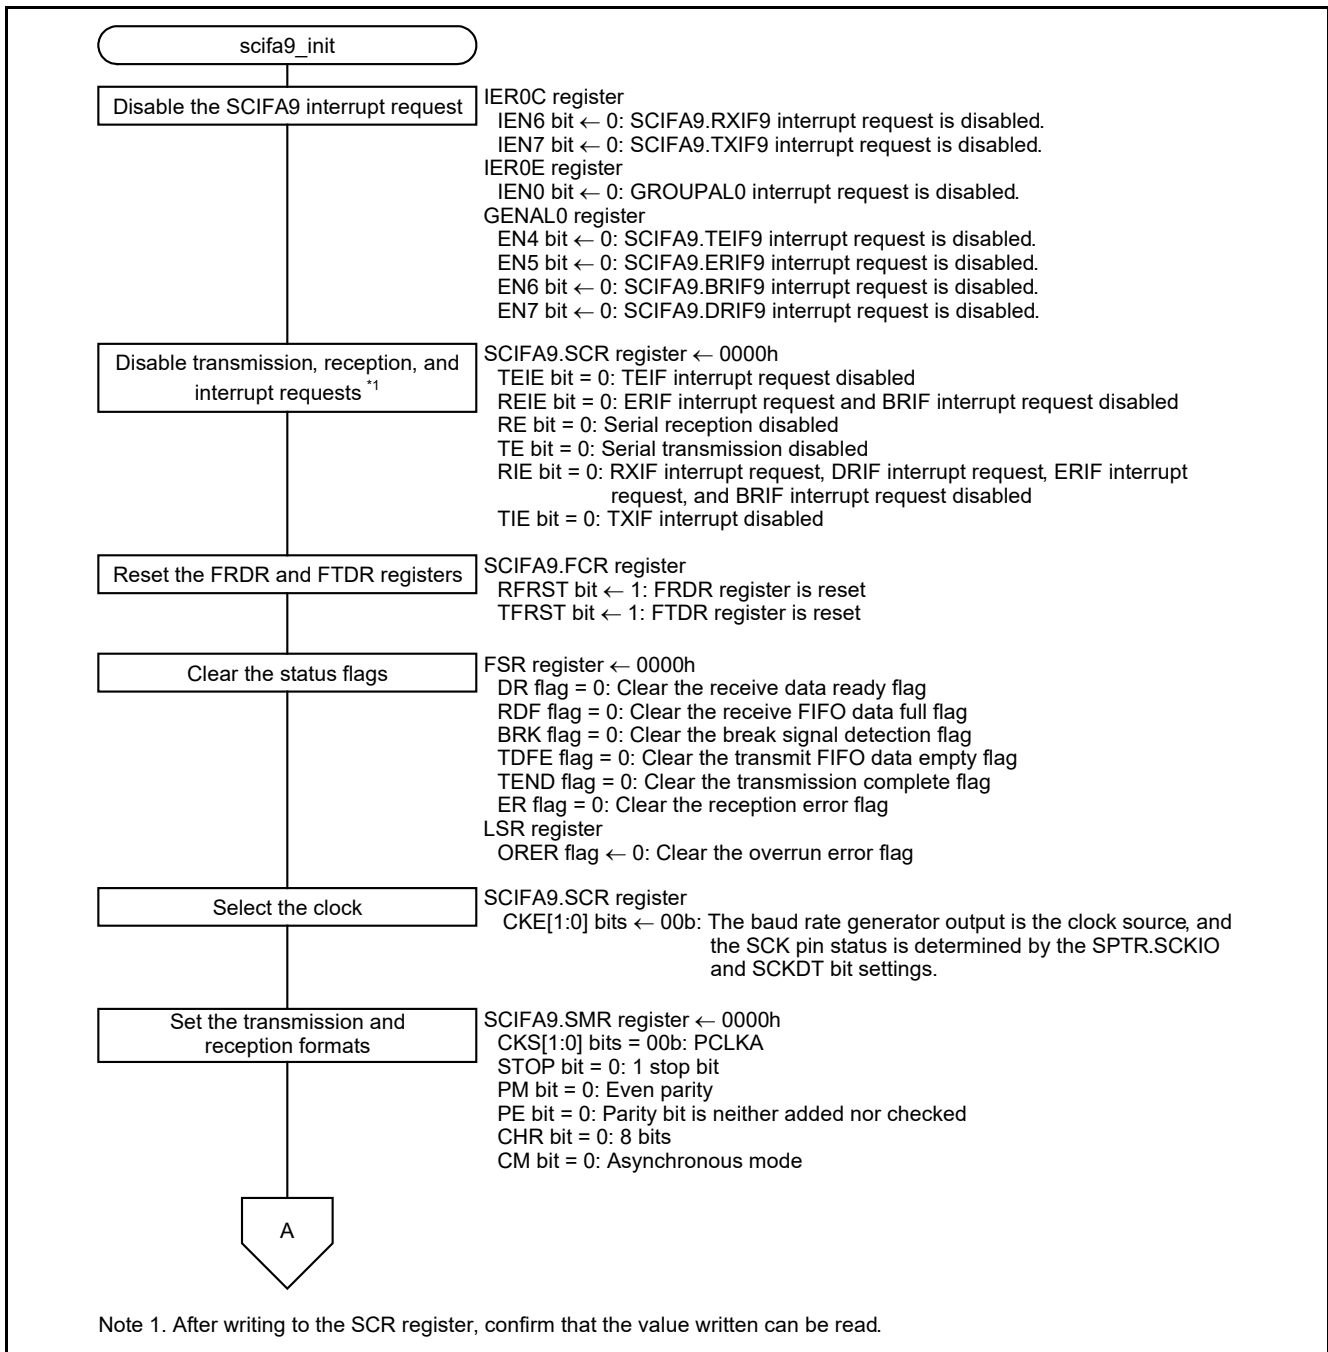 scifa9_init
Disable the SCIFA9 interrupt request
IER0C register
IEN6 bit ← 0: SCIFA9.RXIF9 interrupt request is disabled.
IEN7 bit ← 0: SCIFA9.TXIF9 interrupt request is disabled.
IER0E register
IEN0 bit ← 0: GROUPAL0 interrupt request is disabled.
GENAL0 register
EN4 bit ← 0: SCIFA9.TEIF9 interrupt request is disabled.
EN5 bit ← 0: SCIFA9.ERIF9 interrupt request is disabled.
EN6 bit ← 0: SCIFA9.BRIF9 interrupt request is disabled.
EN7 bit ← 0: SCIFA9.DRIF9 interrupt request is disabled.
Disable transmission, reception, and
interrupt requests *1
SCIFA9.SCR register ← 0000h
TEIE bit = 0: TEIF interrupt request disabled
REIE bit = 0: ERIF interrupt request and BRIF interrupt request disabled
RE bit = 0: Serial reception disabled
TE bit = 0: Serial transmission disabled
RIE bit = 0: RXIF interrupt request, DRIF interrupt request, ERIF interrupt
request, and BRIF interrupt request disabled
TIE bit = 0: TXIF interrupt disabled
Reset the FRDR and FTDR registers
SCIFA9.FCR register
RFRST bit ← 1: FRDR register is reset
TFRST bit ← 1: FTDR register is reset
Clear the status flags
FSR register ← 0000h
DR flag = 0: Clear the receive data ready flag
RDF flag = 0: Clear the receive FIFO data full flag
BRK flag = 0: Clear the break signal detection flag
TDFE flag = 0: Clear the transmit FIFO data empty flag
TEND flag = 0: Clear the transmission complete flag
ER flag = 0: Clear the reception error flag
LSR register
ORER flag ← 0: Clear the overrun error flag
Select the clock
SCIFA9.SCR register
CKE[1:0] bits ← 00b: The baud rate generator output is the clock source, and
the SCK pin status is determined by the SPTR.SCKIO
and SCKDT bit settings.
Set the transmission and
reception formats
SCIFA9.SMR register ← 0000h
CKS[1:0] bits = 00b: PCLKA
STOP bit = 0: 1 stop bit
PM bit = 0: Even parity
PE bit = 0: Parity bit is neither added nor checked
CHR bit = 0: 8 bits
CM bit = 0: Asynchronous mode
A
Note 1. After writing to the SCR register, confirm that the value written can be read.